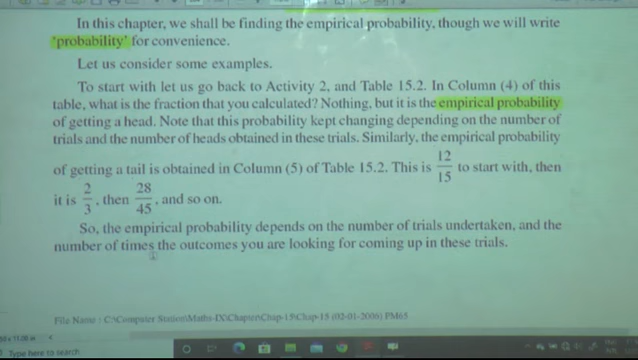 In this chapter, we shall be finding the empirical probability, though we will write
'probability' for convenience.
Let us consider some examples.
To start with let us go back to Activity 2, and Table 15.2. In Column (4) of this
table, what is the fraction that you calculated? Nothing, but it is the empirical probability
of getting a head. Note that this probability kept changing depending on the number of
trials and the number of heads obtained in these trials. Similarly, the empirical probability
of getting a tail is obtained in Column (5) of Table 15.2. This is 12/15 to start with, then
it is 2/3, then 28/45, and so on.
So, the empirical probability depends on the number of trials undertaken, and the
number of times the outcomes you are looking for coming up in these trials.
File Name : C:\Computer Station\Maths-IX\Chapter\Chap-15\Chap-15 (02-01-2006) PM65
Type here to search